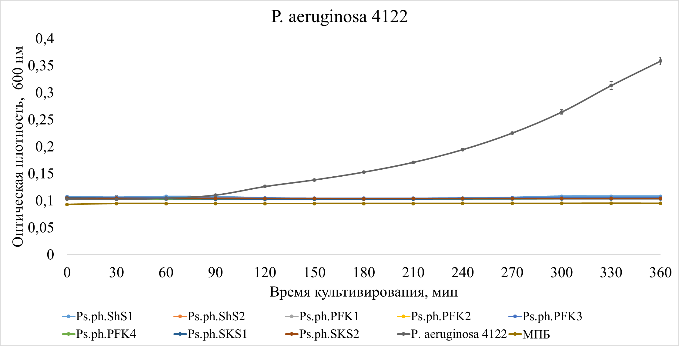 P. aeruginosa 4122
Оптическая плотность, 600 нм
0,4
0,35
0,3
0,25
0,2
0,15
0,1
0,05
0
0 30 60 90 120 150 180 210 240 270 300 330 360
Время культивирования, мин
Ps.ph.ShS1 Ps.ph.ShS2 Ps.ph.PFK1 Ps.ph.PFK2 Ps.ph.PFK3
Ps.ph.PFK4 Ps.ph.SKS1 Ps.ph.SKS2 P. aeruginosa 4122 МПБ